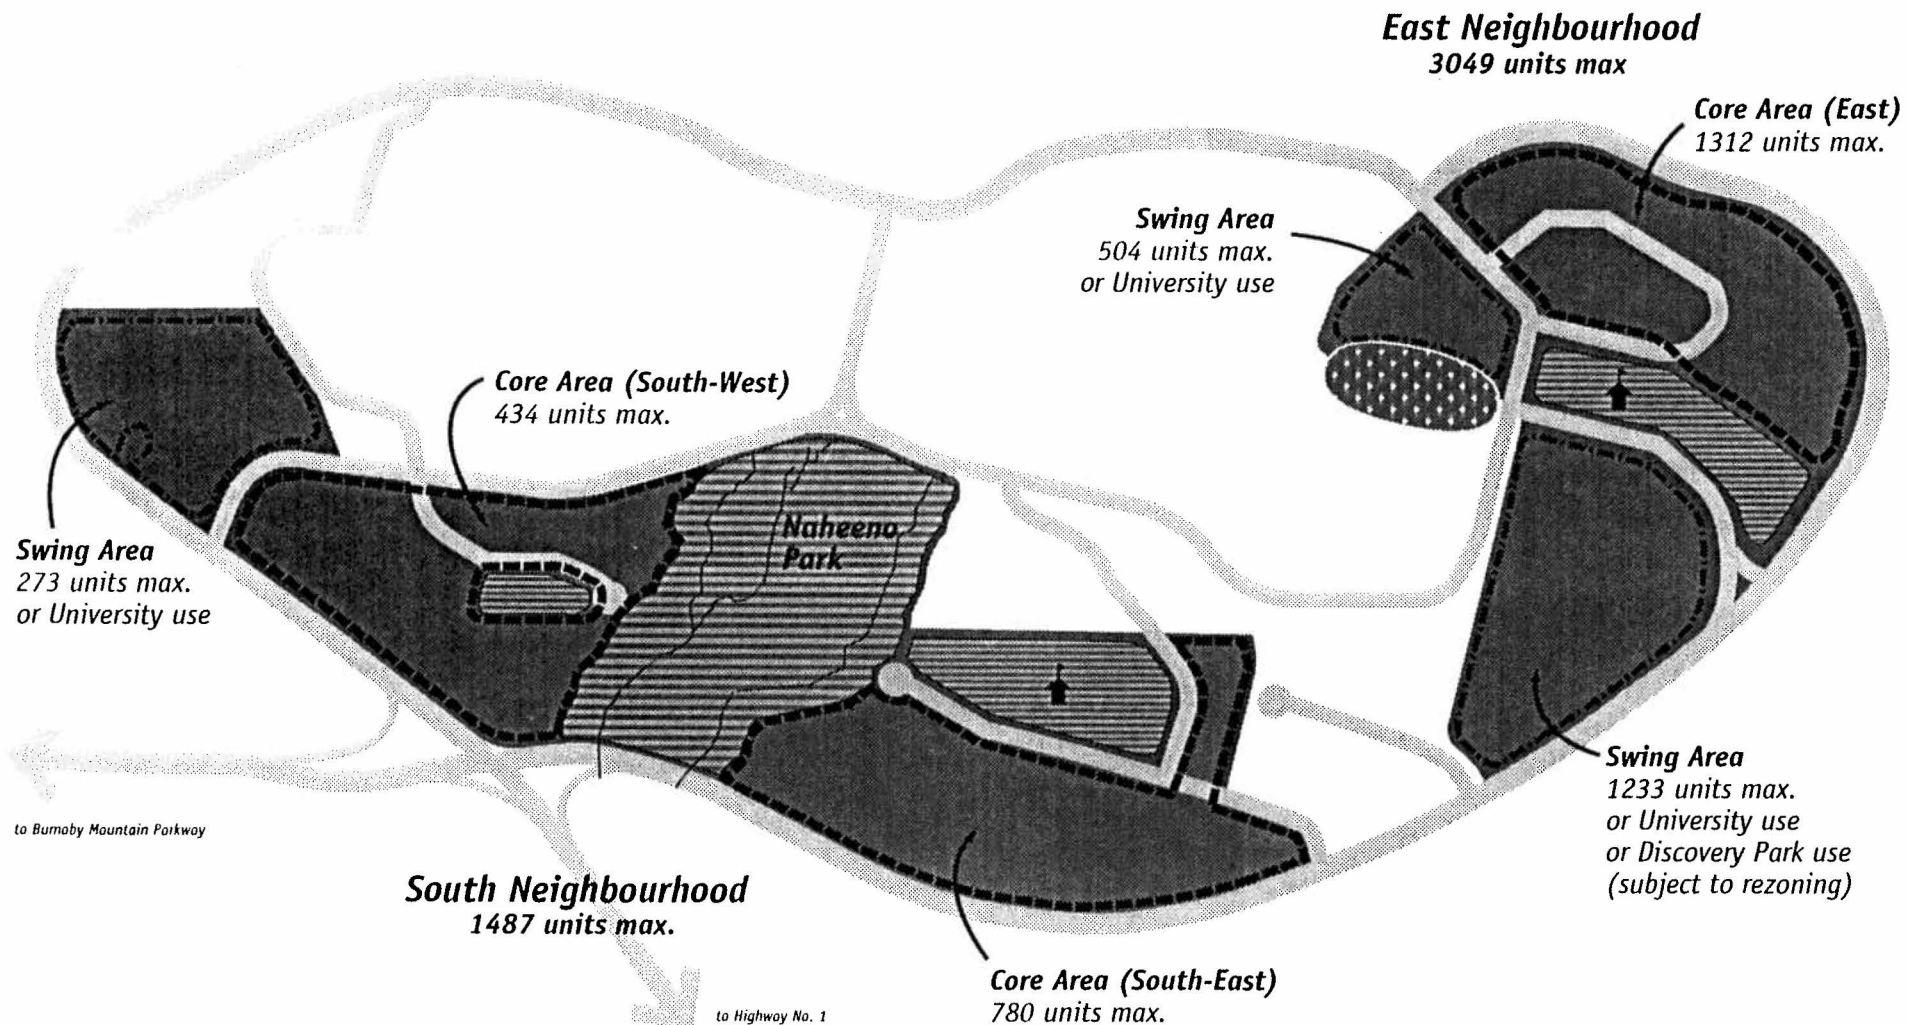 East Neighbourhood
3049 units max
Core Area (East)
1312 units max.
Swing Area
504 units max.
or University use
Core Area (South-West)
434 units max.
Naheeno
Park
Swing Area
273 units max.
or University use
Swing Area
1233 units max.
or University use
or Discovery Park use
(subject to rezoning)
to Burnaby Mountain Parkway
South Neighbourhood
1487 units max.
Core Area (South-East)
780 units max.
to Highway No. 1